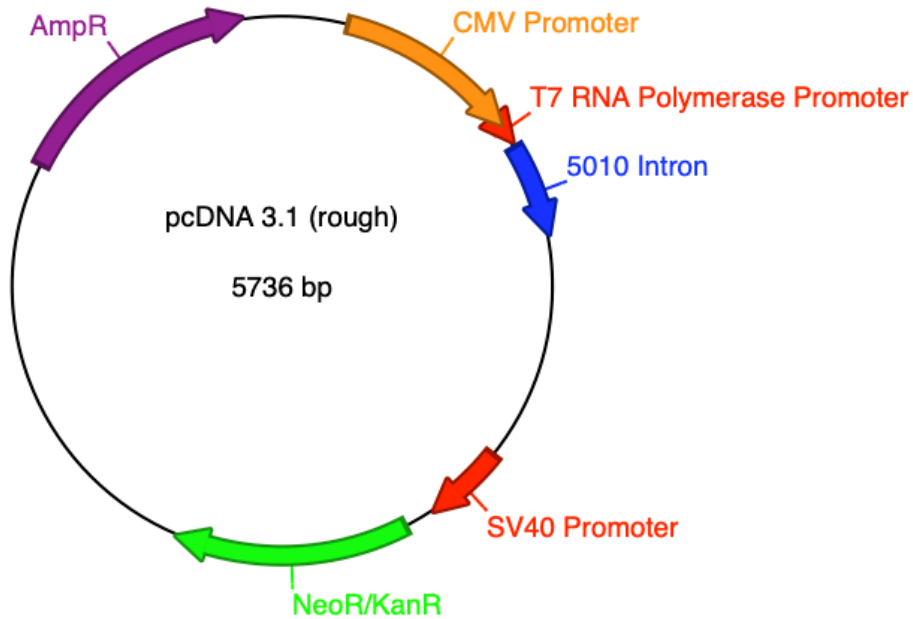 AmpR
CMV Promoter
T7 RNA Polymerase Promoter
5010 Intron
pcDNA 3.1 (rough)
5736 bp
SV40 Promoter
NeoR/KanR